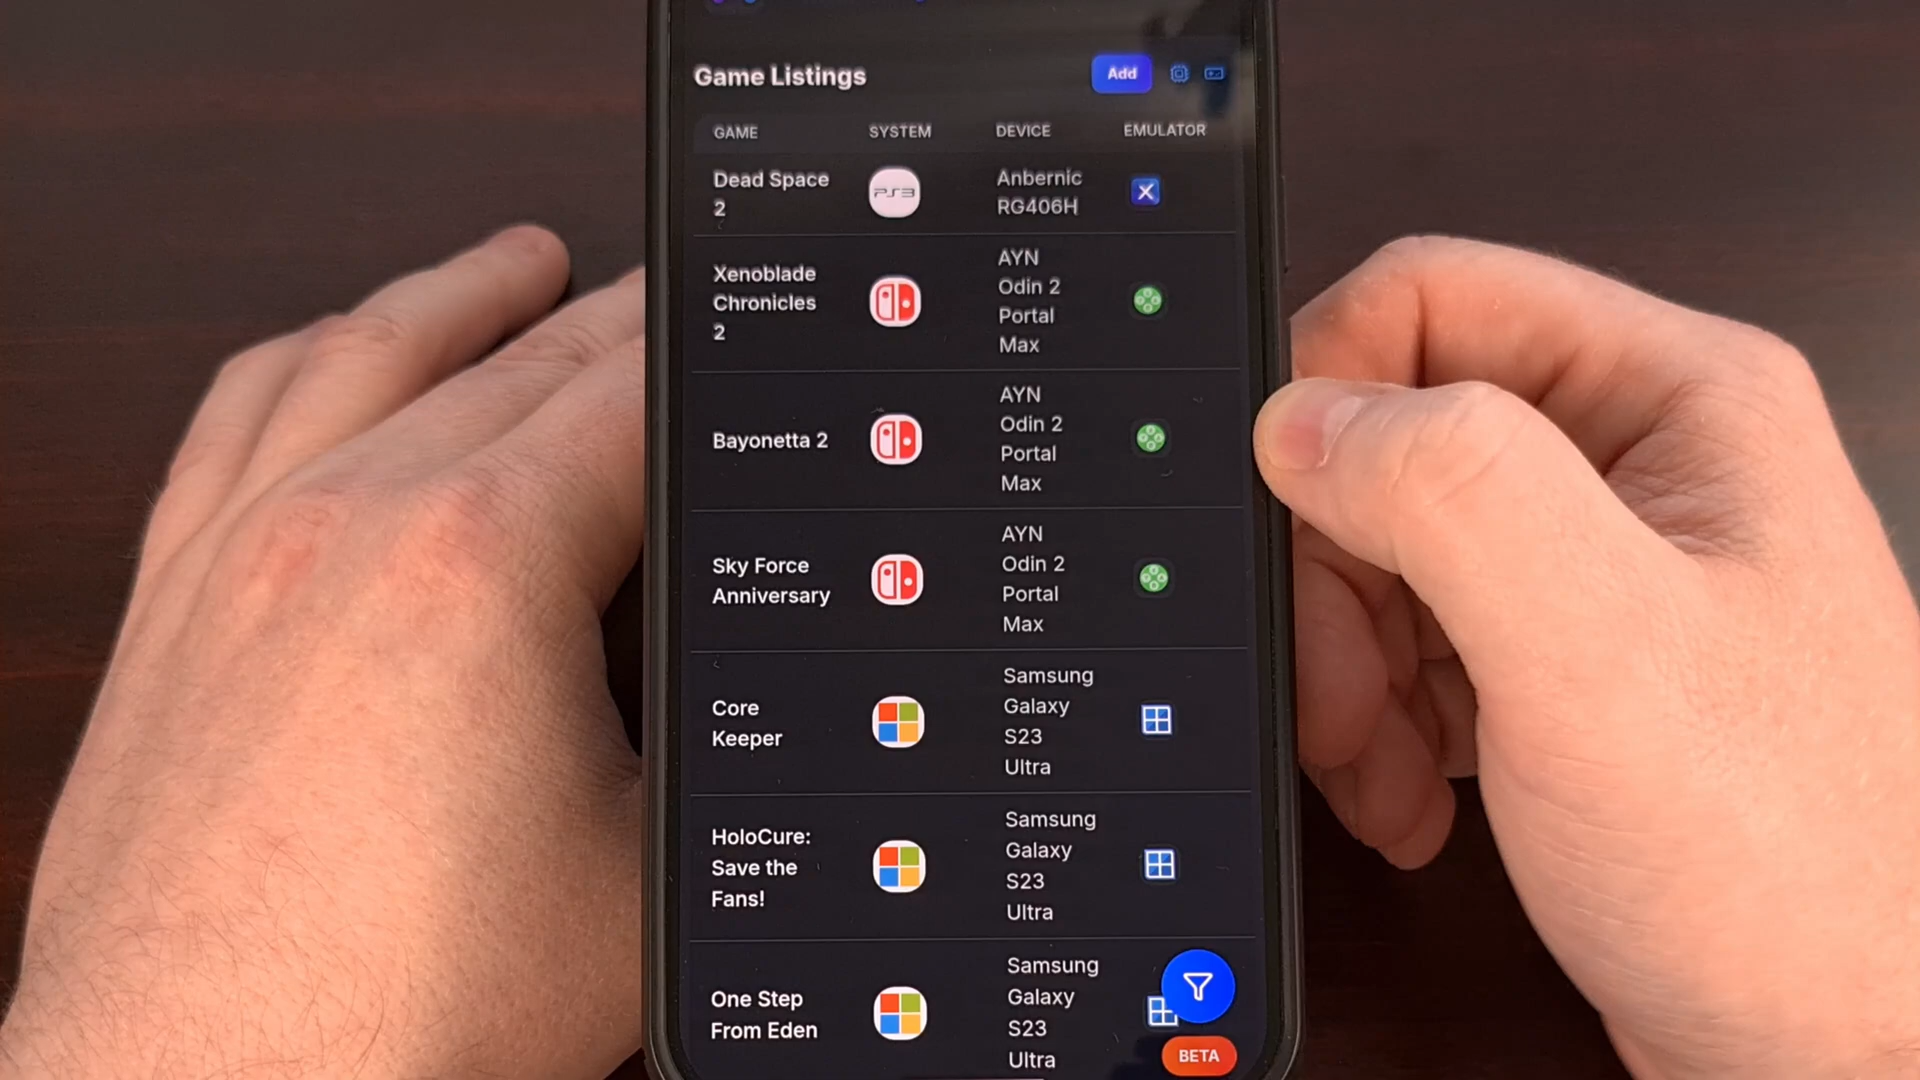 Game Listings
Add
GAME SYSTEM DEVICE EMULATOR
Dead Space
2
PS3
Anbernic
RG406H
Xenoblade
Chronicles
2
AYN
Odin 2
Portal
Max
Bayonetta 2
AYN
Odin 2
Portal
Max
Sky Force
Anniversary
AYN
Odin 2
Portal
Max
Core
Keeper
Samsung
Galaxy
S23
Ultra
HoloCure:
Save the
Fans!
Samsung
Galaxy
S23
Ultra
One Step
From Eden
Samsung
Galaxy
S23
Ultra
BETA